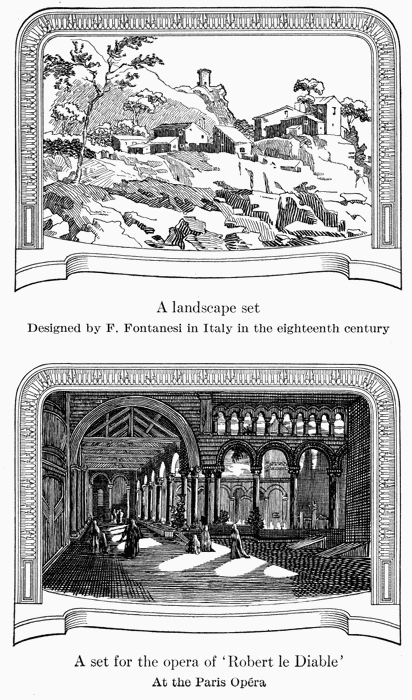 A landscape set
Designed by F. Fontanesi in Italy in the eighteenth century
A set for the opera of ‘Robert le Diable’
At the Paris Opéra